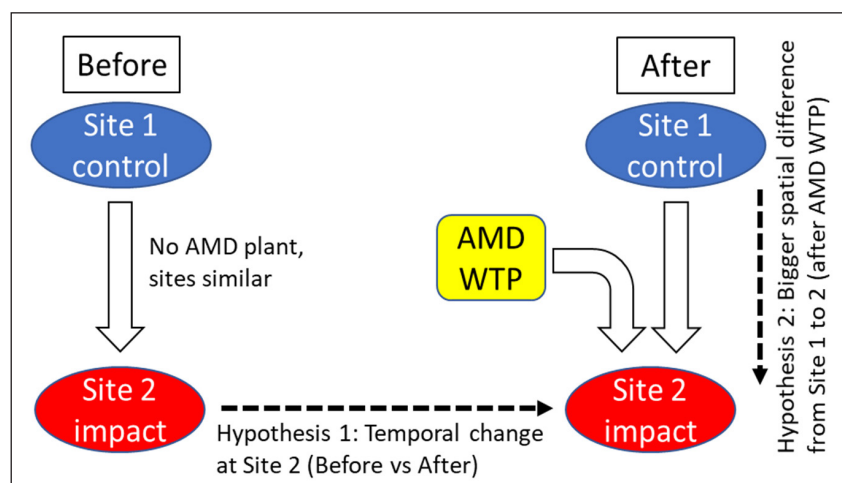 Before
After
Site 1
control
Site 1
control
No AMD plant,
sites similar
AMD
WTP
Site 2
impact
Site 2
impact
Hypothesis 1: Temporal change
at Site 2 (Before vs After)
Hypothesis 2: Bigger spatial difference
from Site 1 to 2 (after AMD WTP)